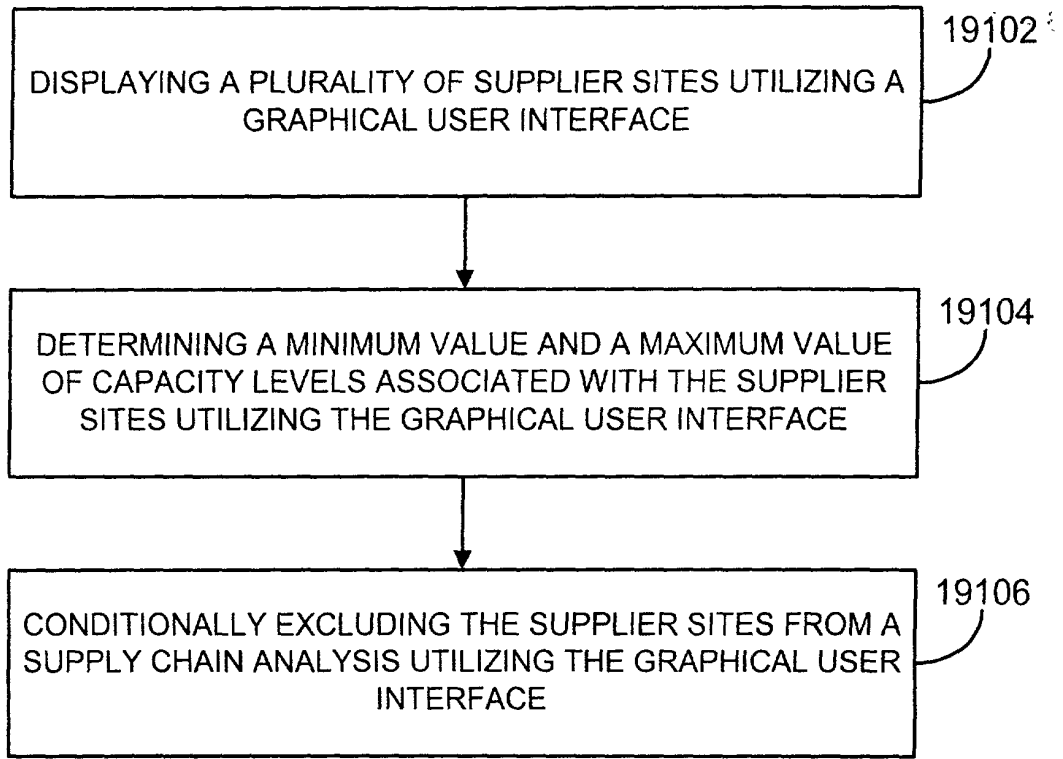 19102
DISPLAYING A PLURALITY OF SUPPLIER SITES UTILIZING A
GRAPHICAL USER INTERFACE
19104
DETERMINING A MINIMUM VALUE AND A MAXIMUM VALUE
OF CAPACITY LEVELS ASSOCIATED WITH THE SUPPLIER
SITES UTILIZING THE GRAPHICAL USER INTERFACE
19106
CONDITIONALLY EXCLUDING THE SUPPLIER SITES FROM A
SUPPLY CHAIN ANALYSIS UTILIZING THE GRAPHICAL USER
INTERFACE